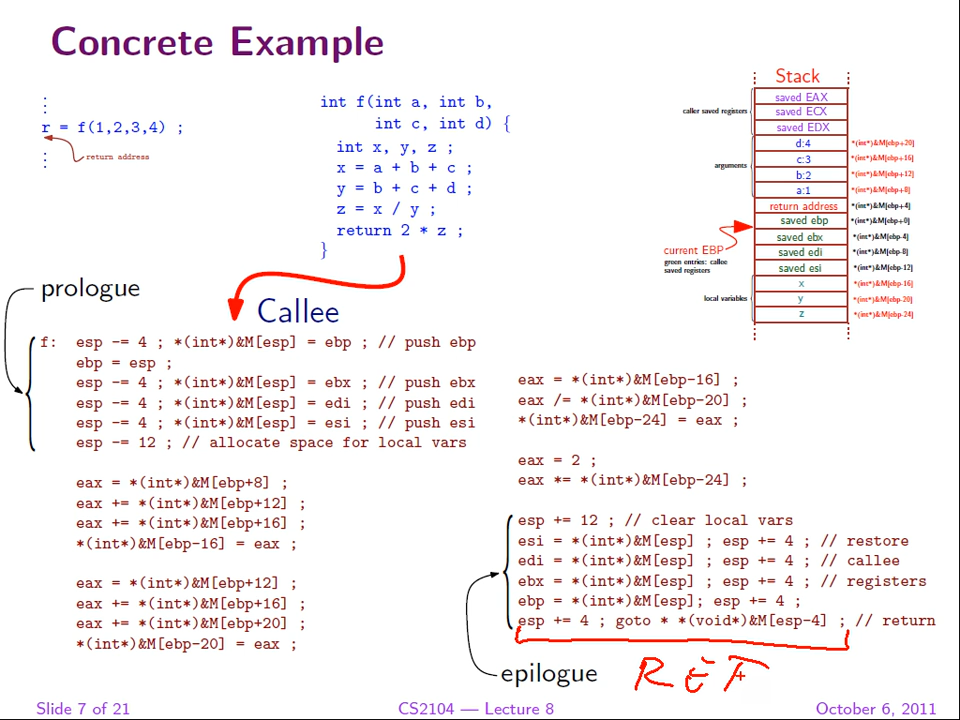 Concrete Example
⋮
r = f(1,2,3,4) ;
return address
⋮
int f(int a, int b,
int c, int d) {
int x, y, z ;
x = a + b + c ;
y = b + c + d ;
z = x / y ;
return 2 * z ;
}
Stack
caller saved registers
saved EAX
saved ECX
saved EDX
arguments
d:4 *(int*)&M[ebp+20]
c:3 *(int*)&M[ebp+16]
b:2 *(int*)&M[ebp+12]
a:1 *(int*)&M[ebp+8]
return address *(int*)&M[ebp+4]
saved ebp *(int*)&M[ebp+0]
saved ebx *(int*)&M[ebp-4]
saved edi *(int*)&M[ebp-8]
saved esi *(int*)&M[ebp-12]
current EBP
green entries: callee
saved registers
local variables
x *(int*)&M[ebp-16]
y *(int*)&M[ebp-20]
z *(int*)&M[ebp-24]
prologue
Callee
f: esp -= 4 ; *(int*)&M[esp] = ebp ; // push ebp
ebp = esp ;
esp -= 4 ; *(int*)&M[esp] = ebx ; // push ebx
esp -= 4 ; *(int*)&M[esp] = edi ; // push edi
esp -= 4 ; *(int*)&M[esp] = esi ; // push esi
esp -= 12 ; // allocate space for local vars
eax = *(int*)&M[ebp+8] ;
eax += *(int*)&M[ebp+12] ;
eax += *(int*)&M[ebp+16] ;
*(int*)&M[ebp-16] = eax ;
eax = *(int*)&M[ebp+12] ;
eax += *(int*)&M[ebp+16] ;
eax += *(int*)&M[ebp+20] ;
*(int*)&M[ebp-20] = eax ;
eax = *(int*)&M[ebp-16] ;
eax /= *(int*)&M[ebp-20] ;
*(int*)&M[ebp-24] = eax ;
eax = 2 ;
eax *= *(int*)&M[ebp-24] ;
esp += 12 ; // clear local vars
esi = *(int*)&M[esp] ; esp += 4 ; // restore
edi = *(int*)&M[esp] ; esp += 4 ; // callee
ebx = *(int*)&M[esp] ; esp += 4 ; // registers
ebp = *(int*)&M[esp]; esp += 4 ;
esp += 4 ; goto * *(void*)&M[esp-4] ; // return
epilogue
RET
Slide 7 of 21
CS2104 — Lecture 8
October 6, 2011